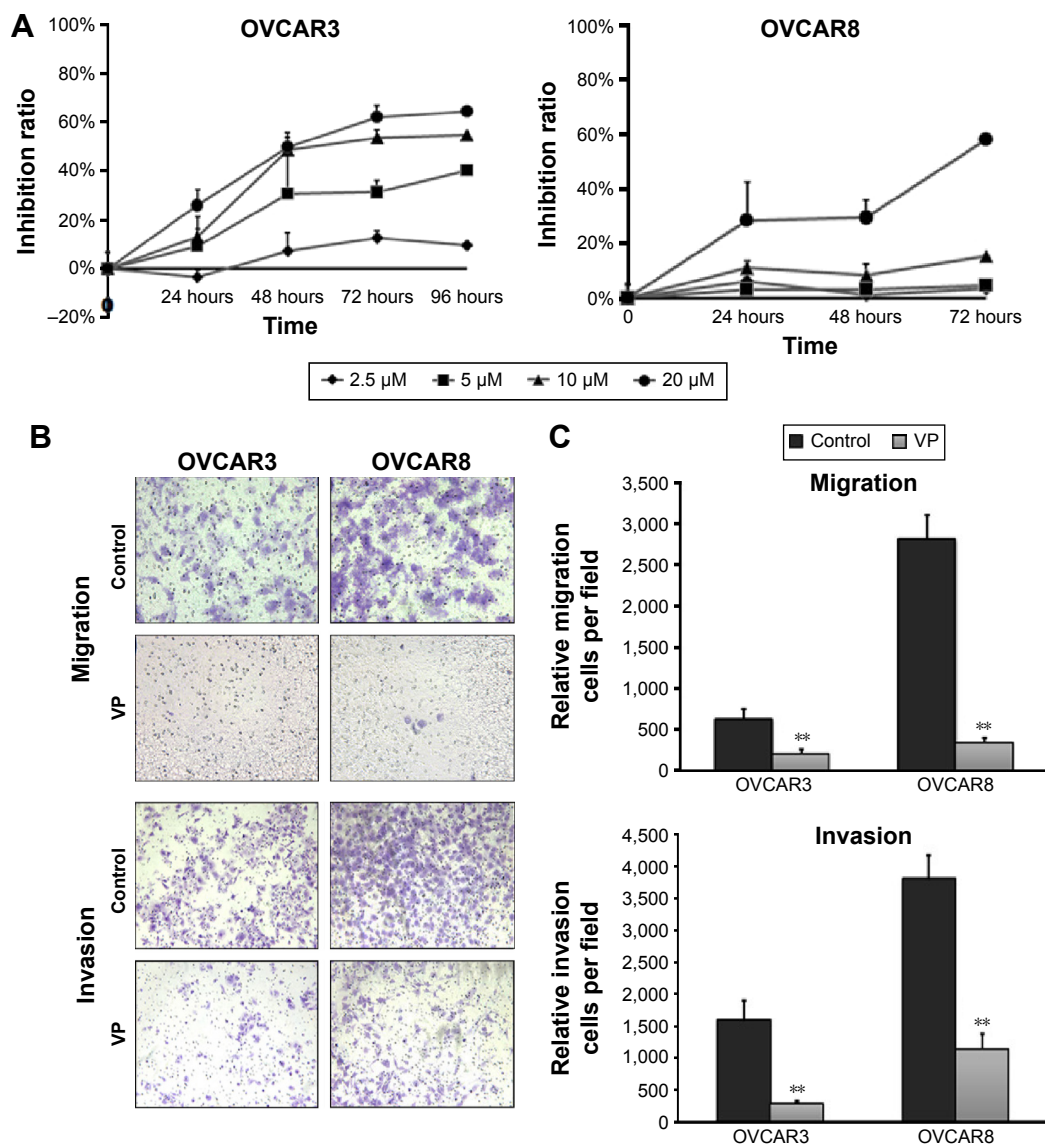 A
OVCAR3
Inhibition ratio
100%
80%
60%
40%
20%
0%
–20%
0
24 hours
48 hours
72 hours
96 hours
Time
OVCAR8
Inhibition ratio
100%
80%
60%
40%
20%
0%
0
24 hours
48 hours
72 hours
Time
2.5 µM 5 µM 10 µM 20 µM
B
OVCAR3 OVCAR8
Migration
Control
VP
Invasion
Control
VP
C
Control VP
Migration
Relative migration
cells per field
3,500
3,000
2,500
2,000
1,500
1,000
500
0
**
**
OVCAR3 OVCAR8
Invasion
Relative invasion
cells per field
4,500
4,000
3,500
3,000
2,500
2,000
1,500
1,000
500
0
**
**
OVCAR3 OVCAR8